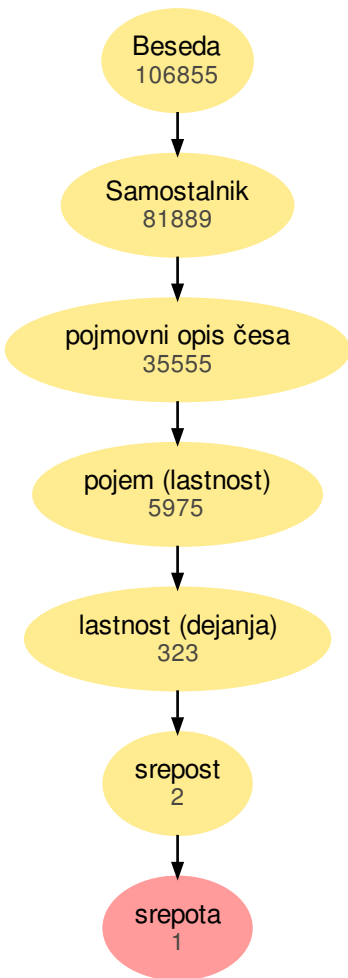 Beseda
106855
Samostalnik
81889
pojmovni opis česa
35555
pojem (lastnost)
5975
lastnost (dejanja)
323
srepost
2
srepota
1